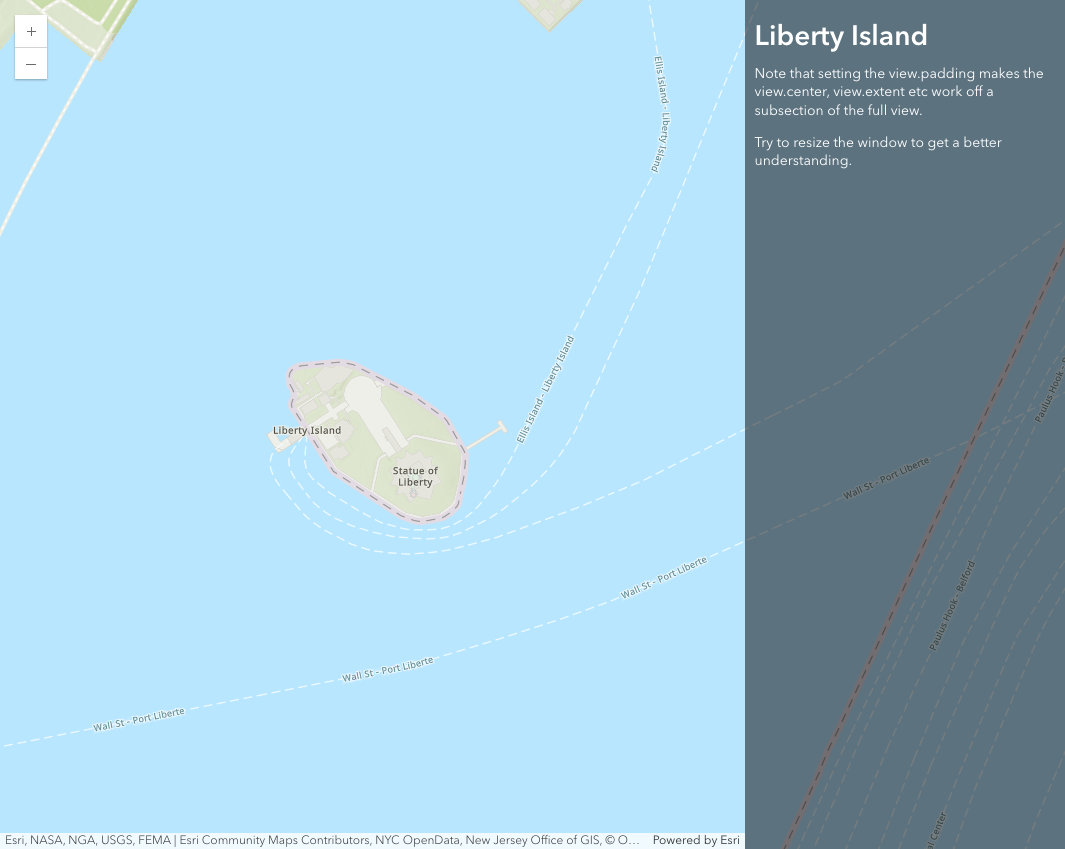 +
–
Liberty Island
Note that setting the view.padding makes the
view.center, view.extent etc work off a
subsection of the full view.
Try to resize the window to get a better
understanding.
Ellis Island - Liberty Island
Ellis Island - Liberty Island
Liberty Island
Statue of
Liberty
Paulus Hook -
Wall St - Port Liberte
Wall St - Port Liberte
Paulus Hook - Belford
Wall St - Port Liberte
Wall St - Port Liberte
Center
Esri, NASA, NGA, USGS, FEMA | Esri Community Maps Contributors, NYC OpenData, New Jersey Office of GIS, © O...
Powered by Esri